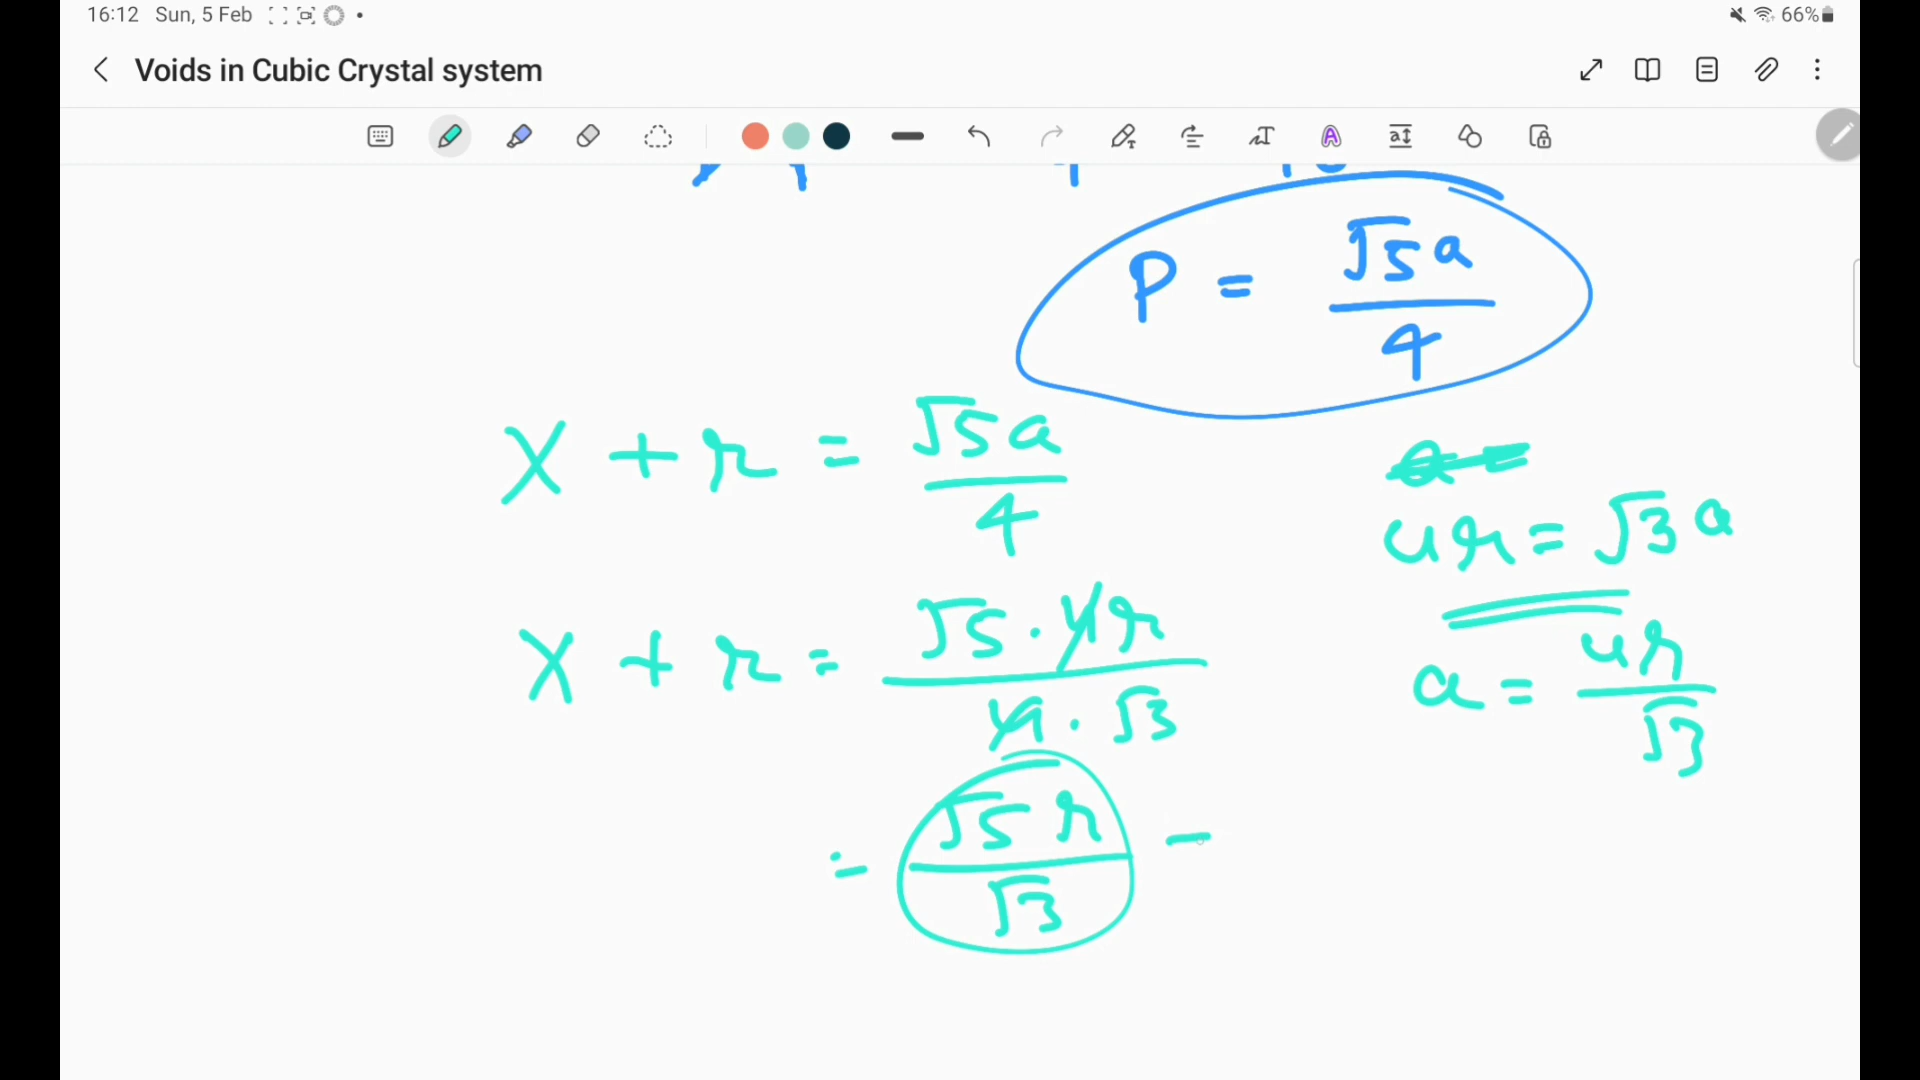 16:12 Sun, 5 Feb
66%
Voids in Cubic Crystal system
P = √5a/4
X + r = √5a/4
a =
4r = √3a
X + r = √5 · 4r / 4 · √3
a = 4r/√3
= √5 r/√3 -